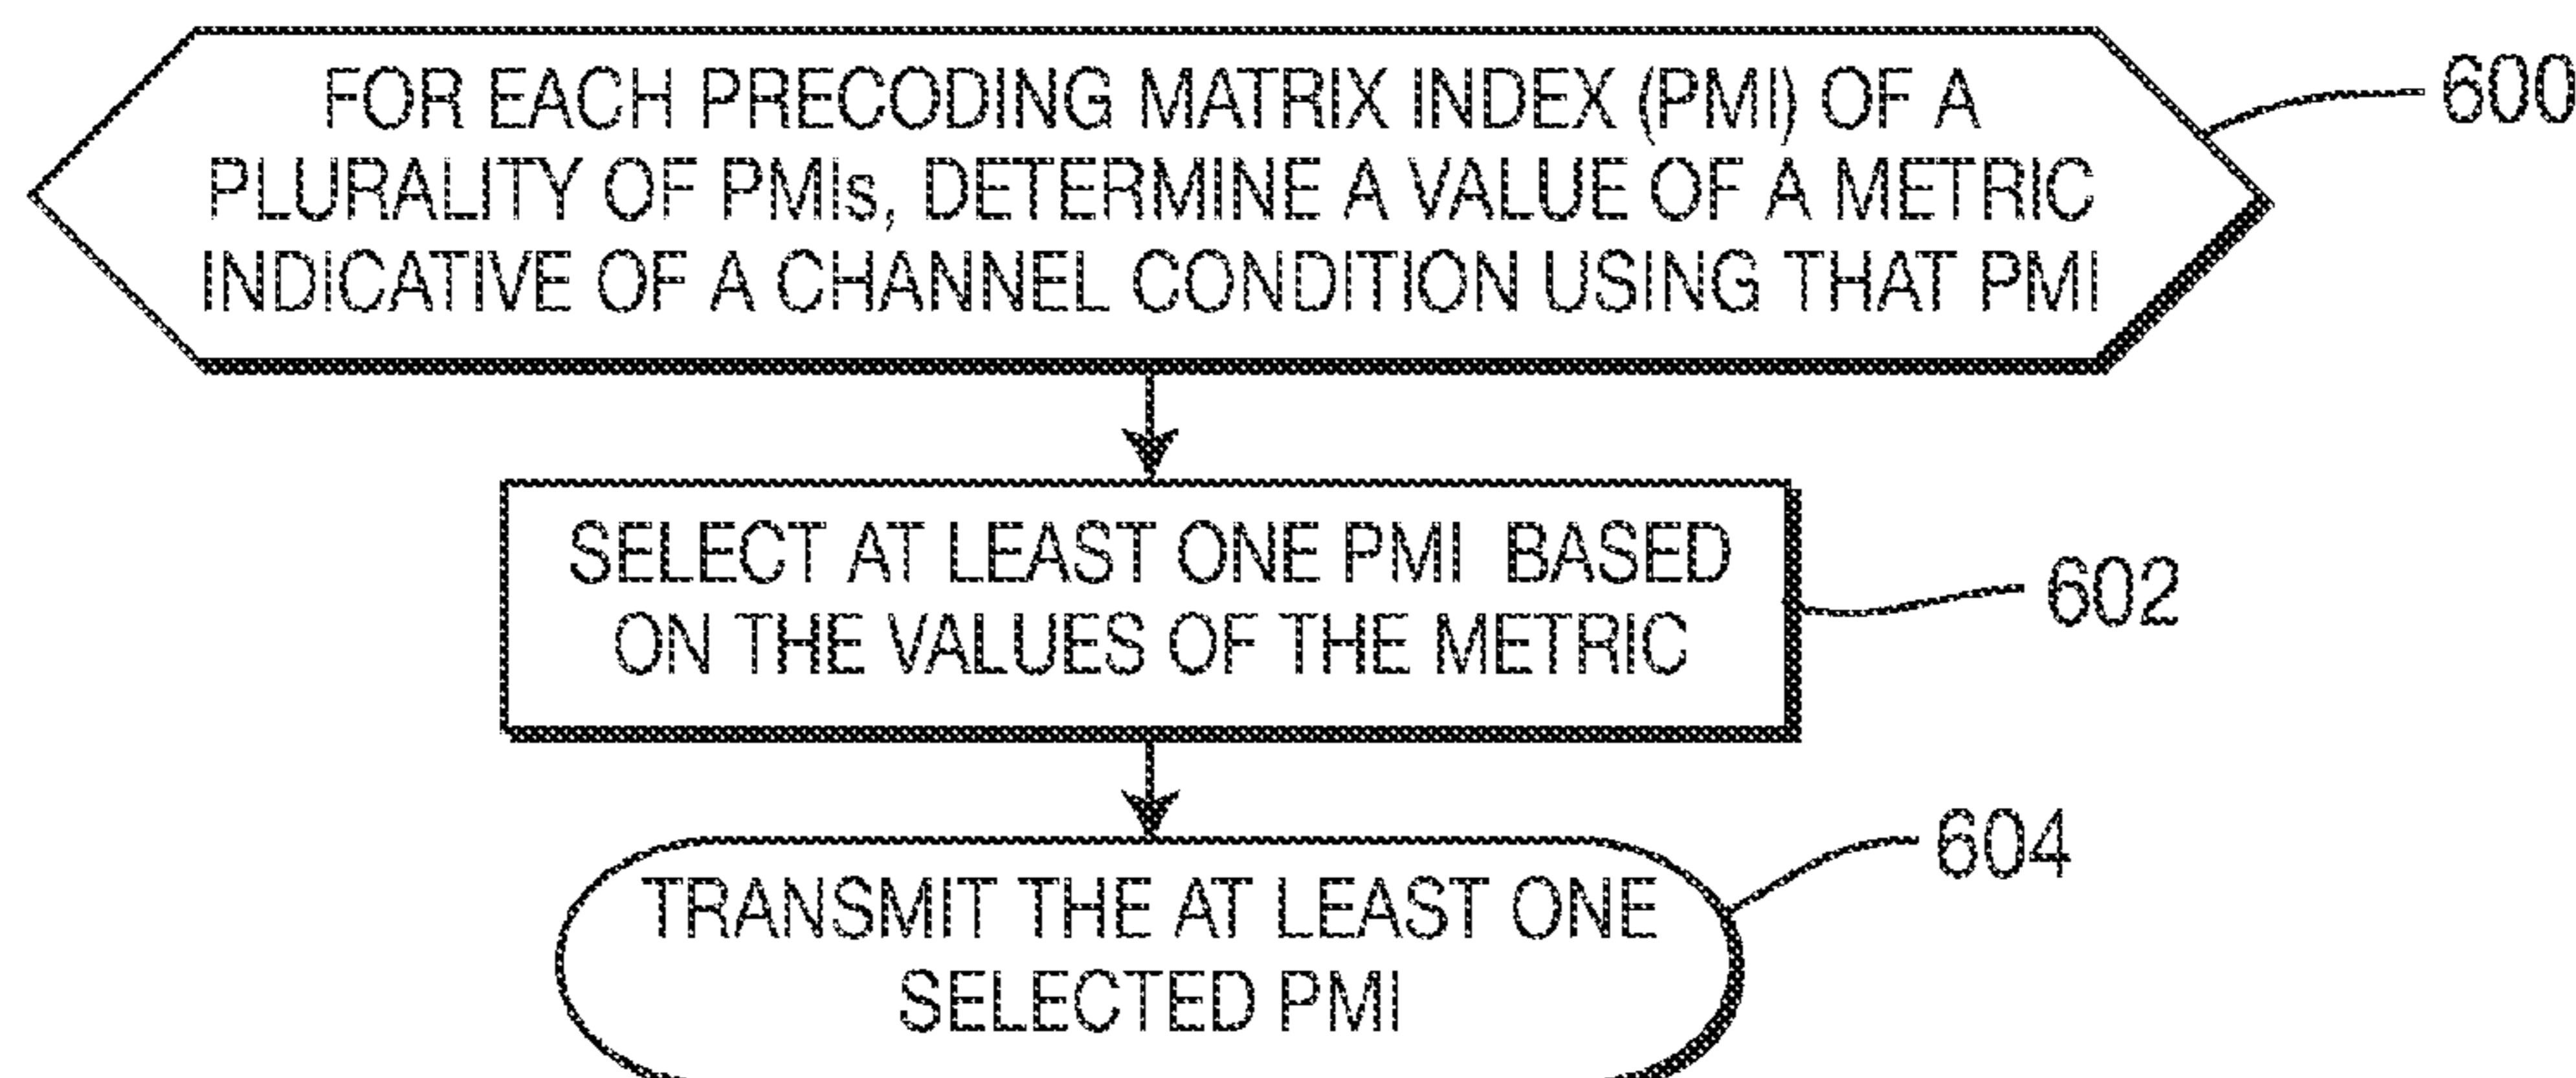 FOR EACH PRECODING MATRIX INDEX (PMI) OF A
PLURALITY OF PMIs, DETERMINE A VALUE OF A METRIC
INDICATIVE OF A CHANNEL CONDITION USING THAT PMI
600
SELECT AT LEAST ONE PMI BASED
ON THE VALUES OF THE METRIC
602
TRANSMIT THE AT LEAST ONE
SELECTED PMI
604